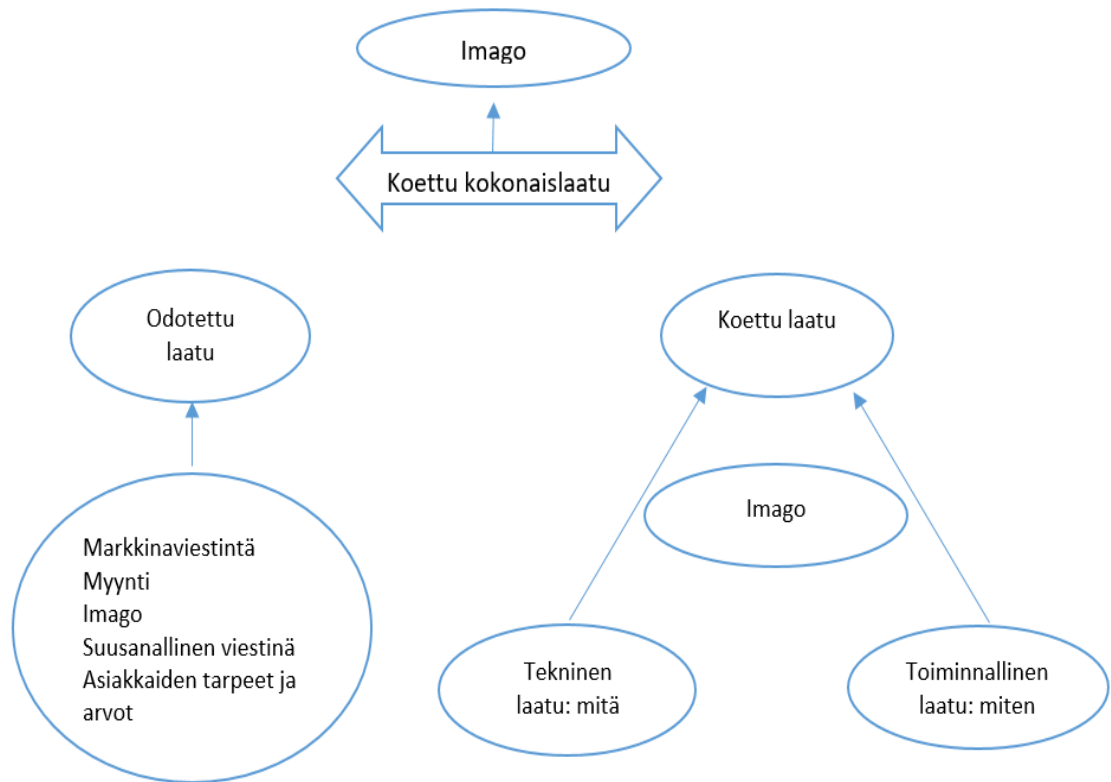 Imago
Koettu kokonaislaatu
Odotettu
laatu
Koettu laatu
Markkinaviestintä
Myynti
Imago
Suusanallinen viestinä
Asiakkaiden tarpeet ja
arvot
Imago
Tekninen
laatu: mitä
Toiminnallinen
laatu: miten